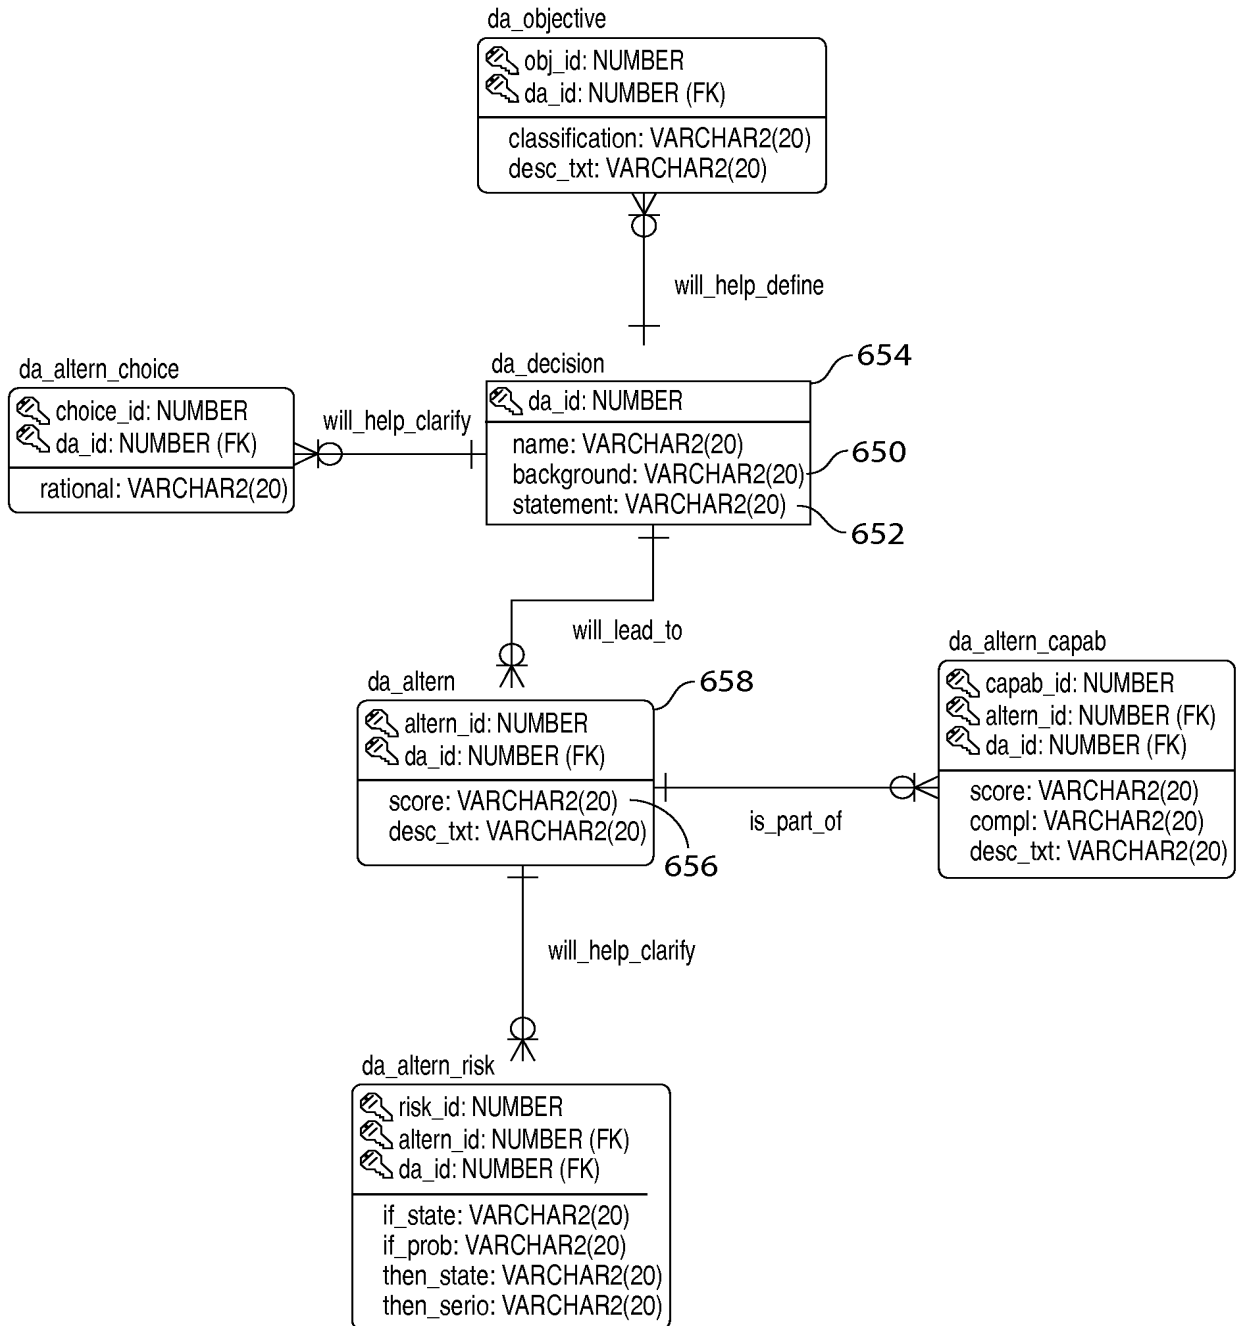 da_objective
obj_id: NUMBER
da_id: NUMBER (FK)
classification: VARCHAR2(20)
desc_txt: VARCHAR2(20)
will_help_define
da_altern_choice
choice_id: NUMBER
da_id: NUMBER (FK)
rational: VARCHAR2(20)
will_help_clarify
da_decision
654
da_id: NUMBER
name: VARCHAR2(20)
background: VARCHAR2(20)
650
statement: VARCHAR2(20)
652
will_lead_to
da_altern
658
altern_id: NUMBER
da_id: NUMBER (FK)
score: VARCHAR2(20)
desc_txt: VARCHAR2(20)
656
is_part_of
da_altern_capab
capab_id: NUMBER
altern_id: NUMBER (FK)
da_id: NUMBER (FK)
score: VARCHAR2(20)
compl: VARCHAR2(20)
desc_txt: VARCHAR2(20)
will_help_clarify
da_altern_risk
risk_id: NUMBER
altern_id: NUMBER (FK)
da_id: NUMBER (FK)
if_state: VARCHAR2(20)
if_prob: VARCHAR2(20)
then_state: VARCHAR2(20)
then_serio: VARCHAR2(20)